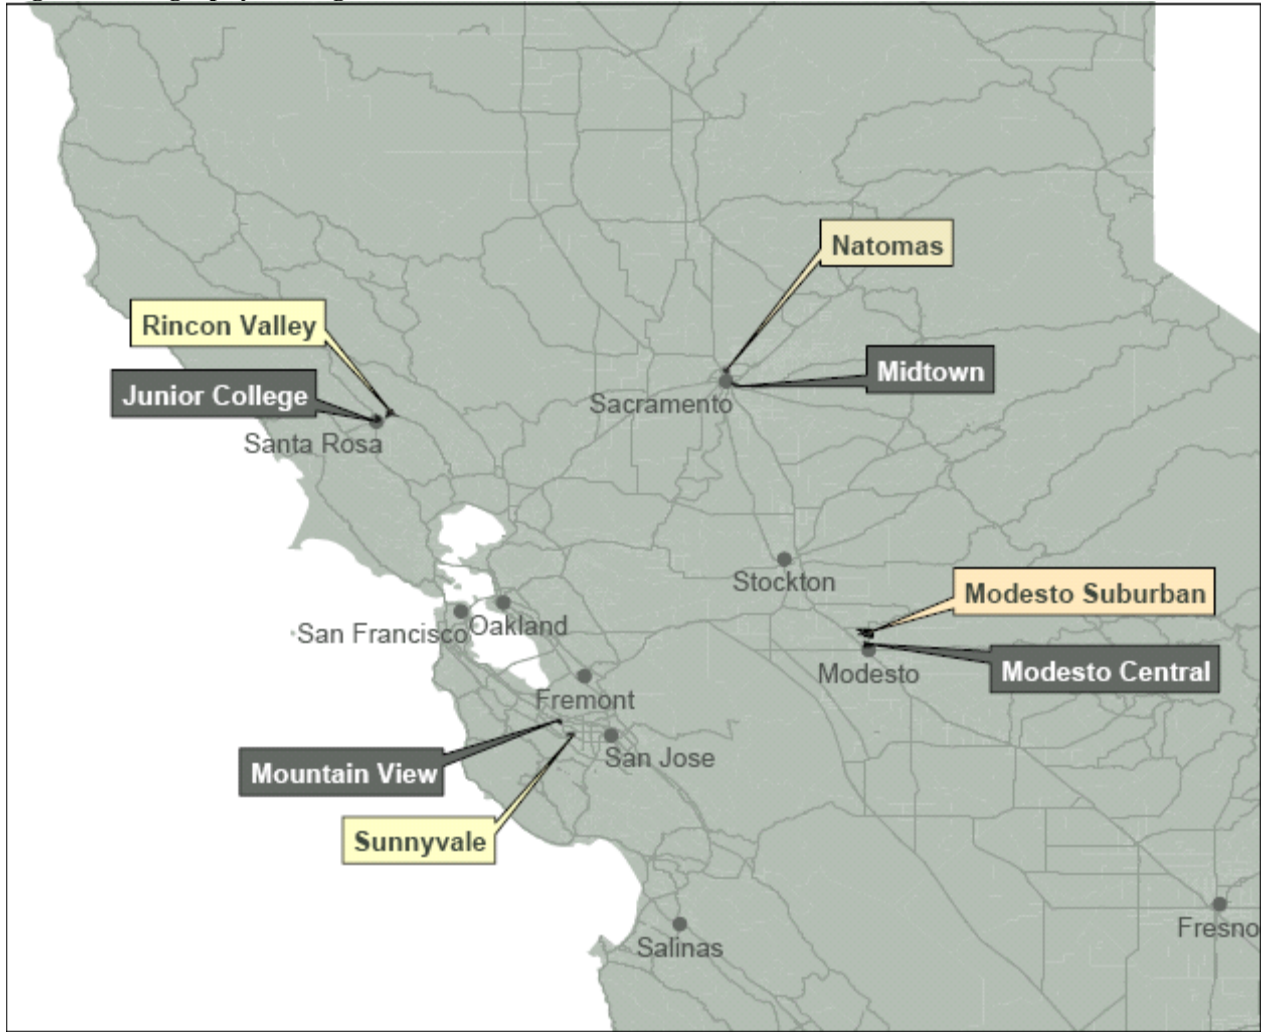 Natomas
Rincon Valley
Midtown
Junior College
Sacramento
Santa Rosa
Stockton
Modesto Suburban
San Francisco
Oakland
Modesto
Modesto Central
Fremont
San Jose
Mountain View
Sunnyvale
Fresno
Salinas